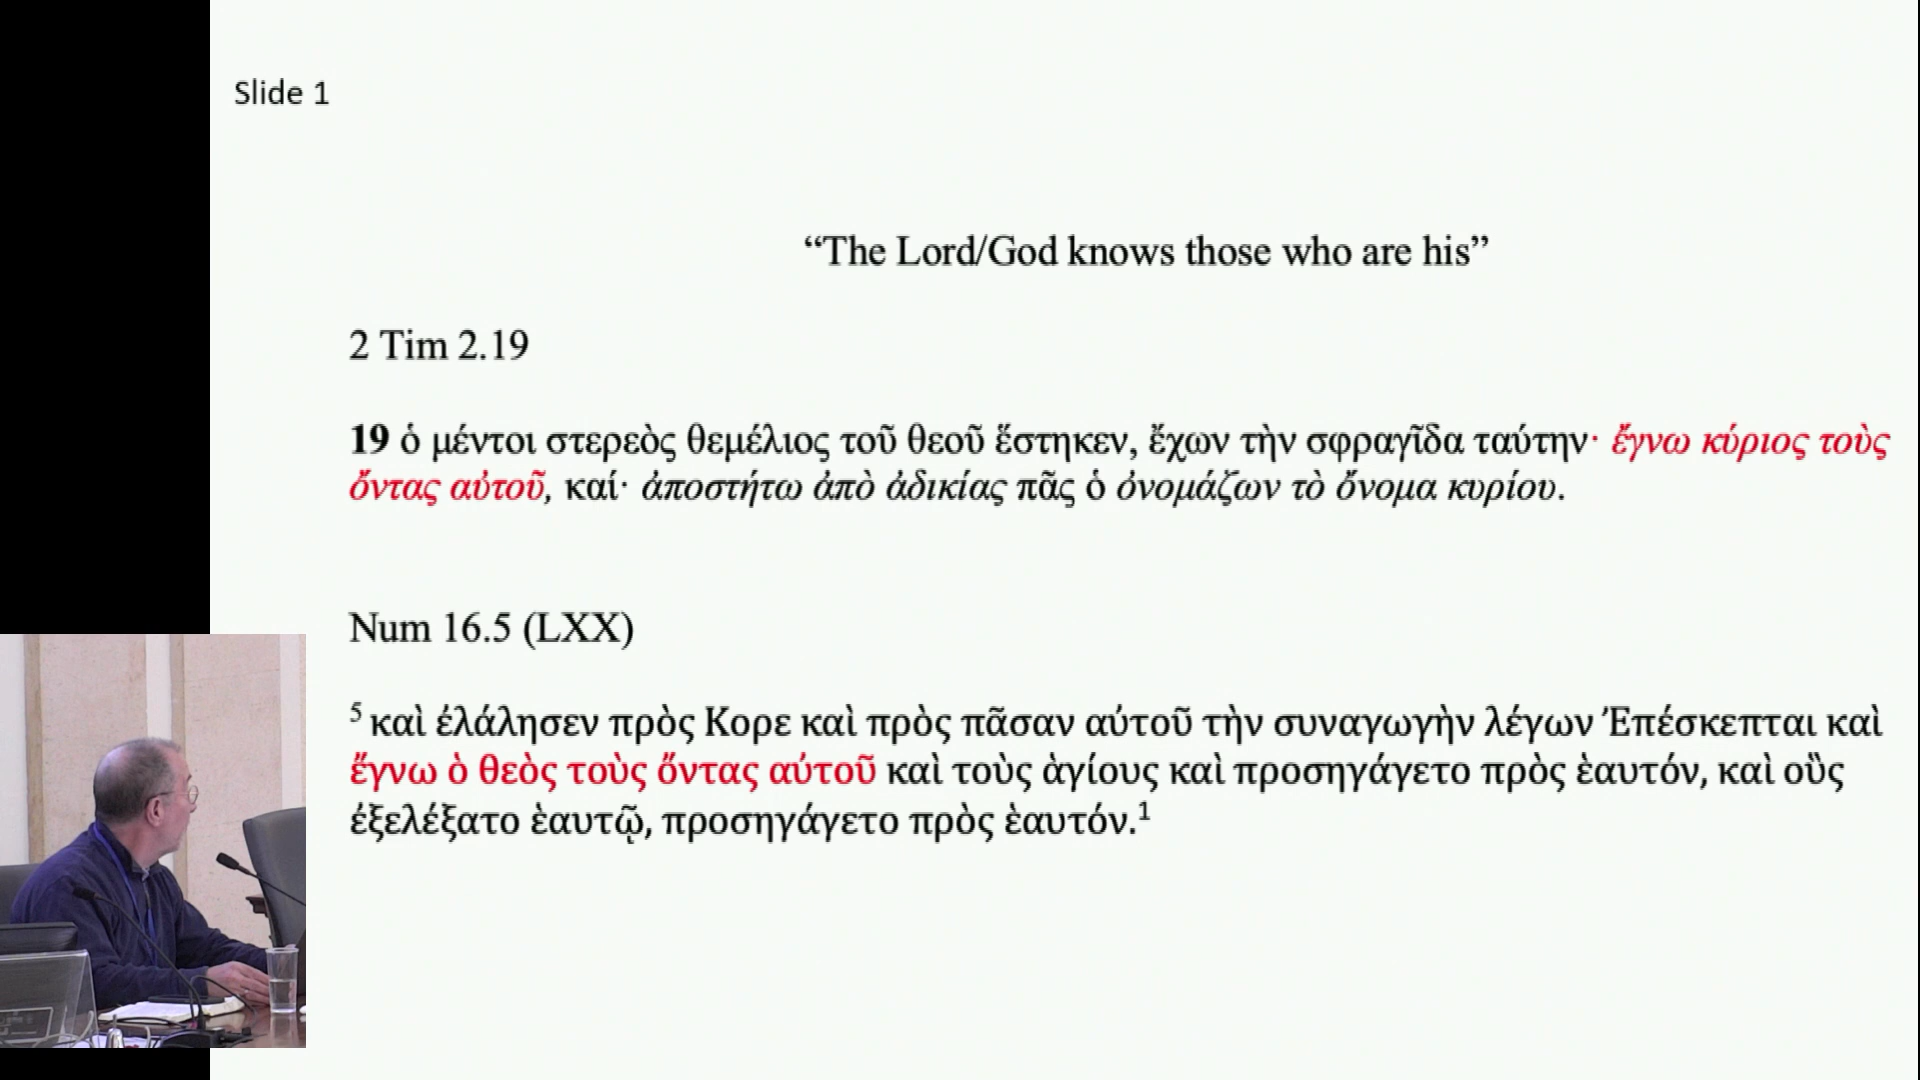 Slide 1
“The Lord/God knows those who are his”
2 Tim 2.19
19 ὁ μέντοι στερεὸς θεμέλιος τοῦ θεοῦ ἕστηκεν, ἔχων τὴν σφραγῖδα ταύτην· ἔγνω κύριος τοὺς
ὄντας αὐτοῦ, καί· ἀποστήτω ἀπὸ ἀδικίας πᾶς ὁ ὀνομάζων τὸ ὄνομα κυρίου.
Num 16.5 (LXX)
5 καὶ ἐλάλησεν πρὸς Κορε καὶ πρὸς πᾶσαν αὐτοῦ τὴν συναγωγὴν λέγων Ἐπέσκεπται καὶ
ἔγνω ὁ θεὸς τοὺς ὄντας αὐτοῦ καὶ τοὺς ἁγίους καὶ προσηγάγετο πρὸς ἑαυτόν, καὶ οὓς
ἐξελέξατο ἑαυτῷ, προσηγάγετο πρὸς ἑαυτόν.1